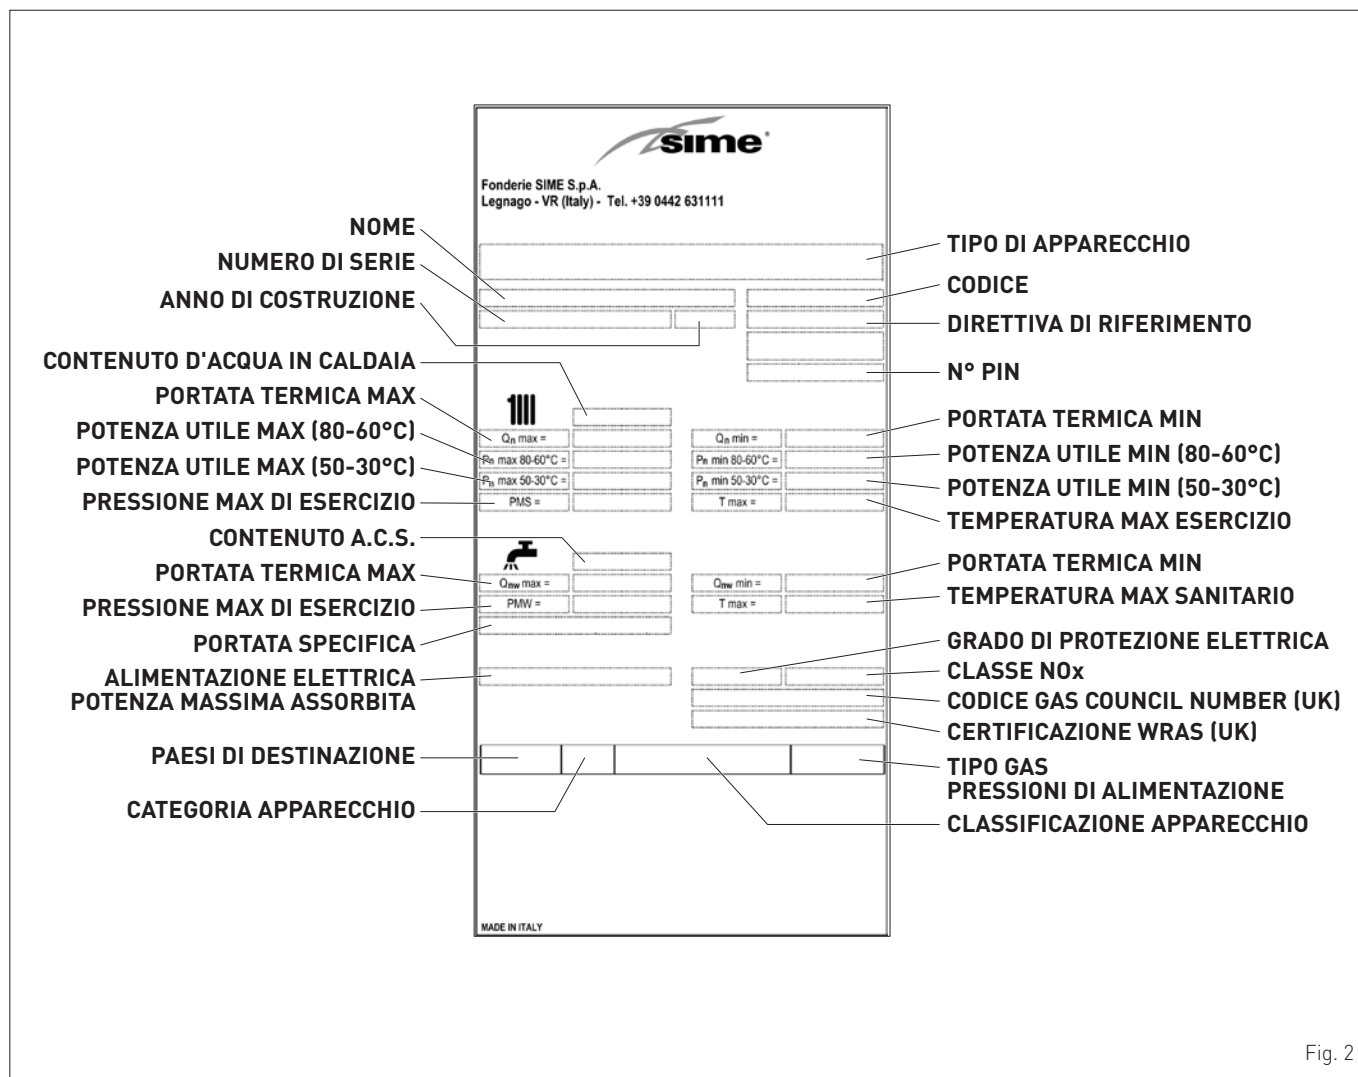 sime
Fonderie SIME S.p.A.
Legnago - VR (Italy) - Tel. +39 0442 631111
NOME
NUMERO DI SERIE
ANNO DI COSTRUZIONE
CONTENUTO D'ACQUA IN CALDAIA
PORTATA TERMICA MAX
POTENZA UTILE MAX (80-60°C)
POTENZA UTILE MAX (50-30°C)
PRESSIONE MAX DI ESERCIZIO
CONTENUTO A.C.S.
PORTATA TERMICA MAX
PRESSIONE MAX DI ESERCIZIO
PORTATA SPECIFICA
ALIMENTAZIONE ELETTRICA
POTENZA MASSIMA ASSORBITA
PAESI DI DESTINAZIONE
CATEGORIA APPARECCHIO
Qn max =
Pn max 80-60°C =
Pn max 50-30°C =
PMS =
Qn min =
Pn min 80-60°C =
Pn min 50-30°C =
T max =
Qnw max =
PMW =
Qnw min =
T max =
TIPO DI APPARECCHIO
CODICE
DIRETTIVA DI RIFERIMENTO
N° PIN
PORTATA TERMICA MIN
POTENZA UTILE MIN (80-60°C)
POTENZA UTILE MIN (50-30°C)
TEMPERATURA MAX ESERCIZIO
PORTATA TERMICA MIN
TEMPERATURA MAX SANITARIO
GRADO DI PROTEZIONE ELETTRICA
CLASSE NOx
CODICE GAS COUNCIL NUMBER (UK)
CERTIFICAZIONE WRAS (UK)
TIPO GAS
PRESSIONI DI ALIMENTAZIONE
CLASSIFICAZIONE APPARECCHIO
MADE IN ITALY
Fig. 2